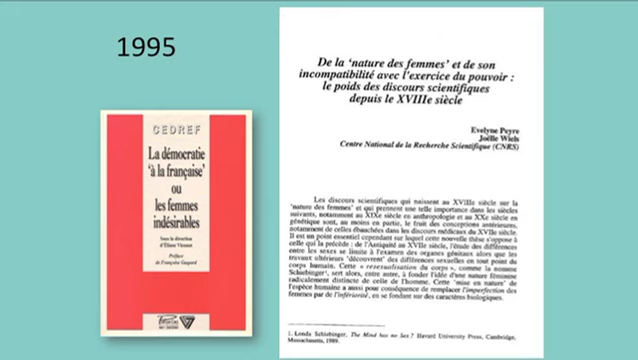 1995
CEDREF
La démocratie
'à la française'
ou
les femmes
indésirables
Sous la direction
d'Eliane Viennot
Préface
de Françoise Gaspard
De la 'nature des femmes' et de son
incompatibilité avec l'exercice du pouvoir :
le poids des discours scientifiques
depuis le XVIIIe siècle
Evelyne Peyre
Joëlle Wiels
Centre National de la Recherche Scientifique (CNRS)
Les discours scientifiques qui naissent au XVIIIe siècle sur la
'nature des femmes' et qui prennent une telle importance dans les siècles
suivants, notamment au XIXe siècle en anthropologie et au XXe siècle en
génétique sont, au moins en partie, le fruit des conceptions antérieures,
notamment de celles ébauchées dans les discours médicaux du XVIIe siècle.
Il est un point essentiel cependant sur lequel cette nouvelle thèse s'oppose à
celle qui la précède : de l'Antiquité au XVIIe siècle, l'étude des différences
entre les sexes se limite à l'examen des organes génitaux alors que les
travaux ultérieurs 'découvrent' des différences sexuelles en tout point du
corps humain. Cette « resexualisation du corps », comme la nomme
Schiebinger¹, sert alors, entre autre, à fonder l'idée d'une nature féminine
radicalement distincte de celle de l'homme. Cette 'mise en nature' de
l'espèce humaine a aussi pour conséquence de remplacer l'imperfection des
femmes par de l'infériorité, en se fondant sur des caractères biologiques.
1. Londa Schiebinger, The Mind has no Sex ? Havard University Press, Cambridge,
Massachusetts, 1989.